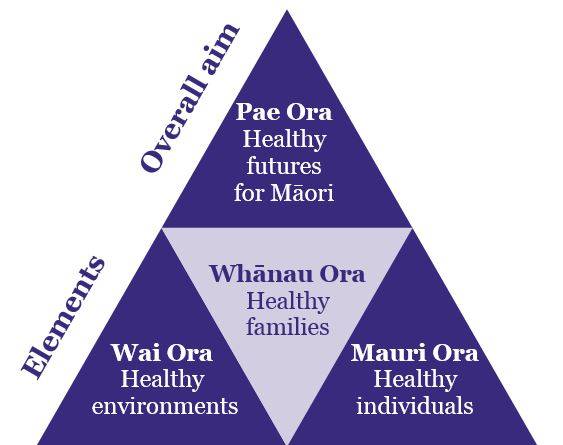 Overall aim
Pae Ora
Healthy
futures
for Māori
Elements
Whānau Ora
Healthy
families
Wai Ora
Healthy
environments
Mauri Ora
Healthy
individuals